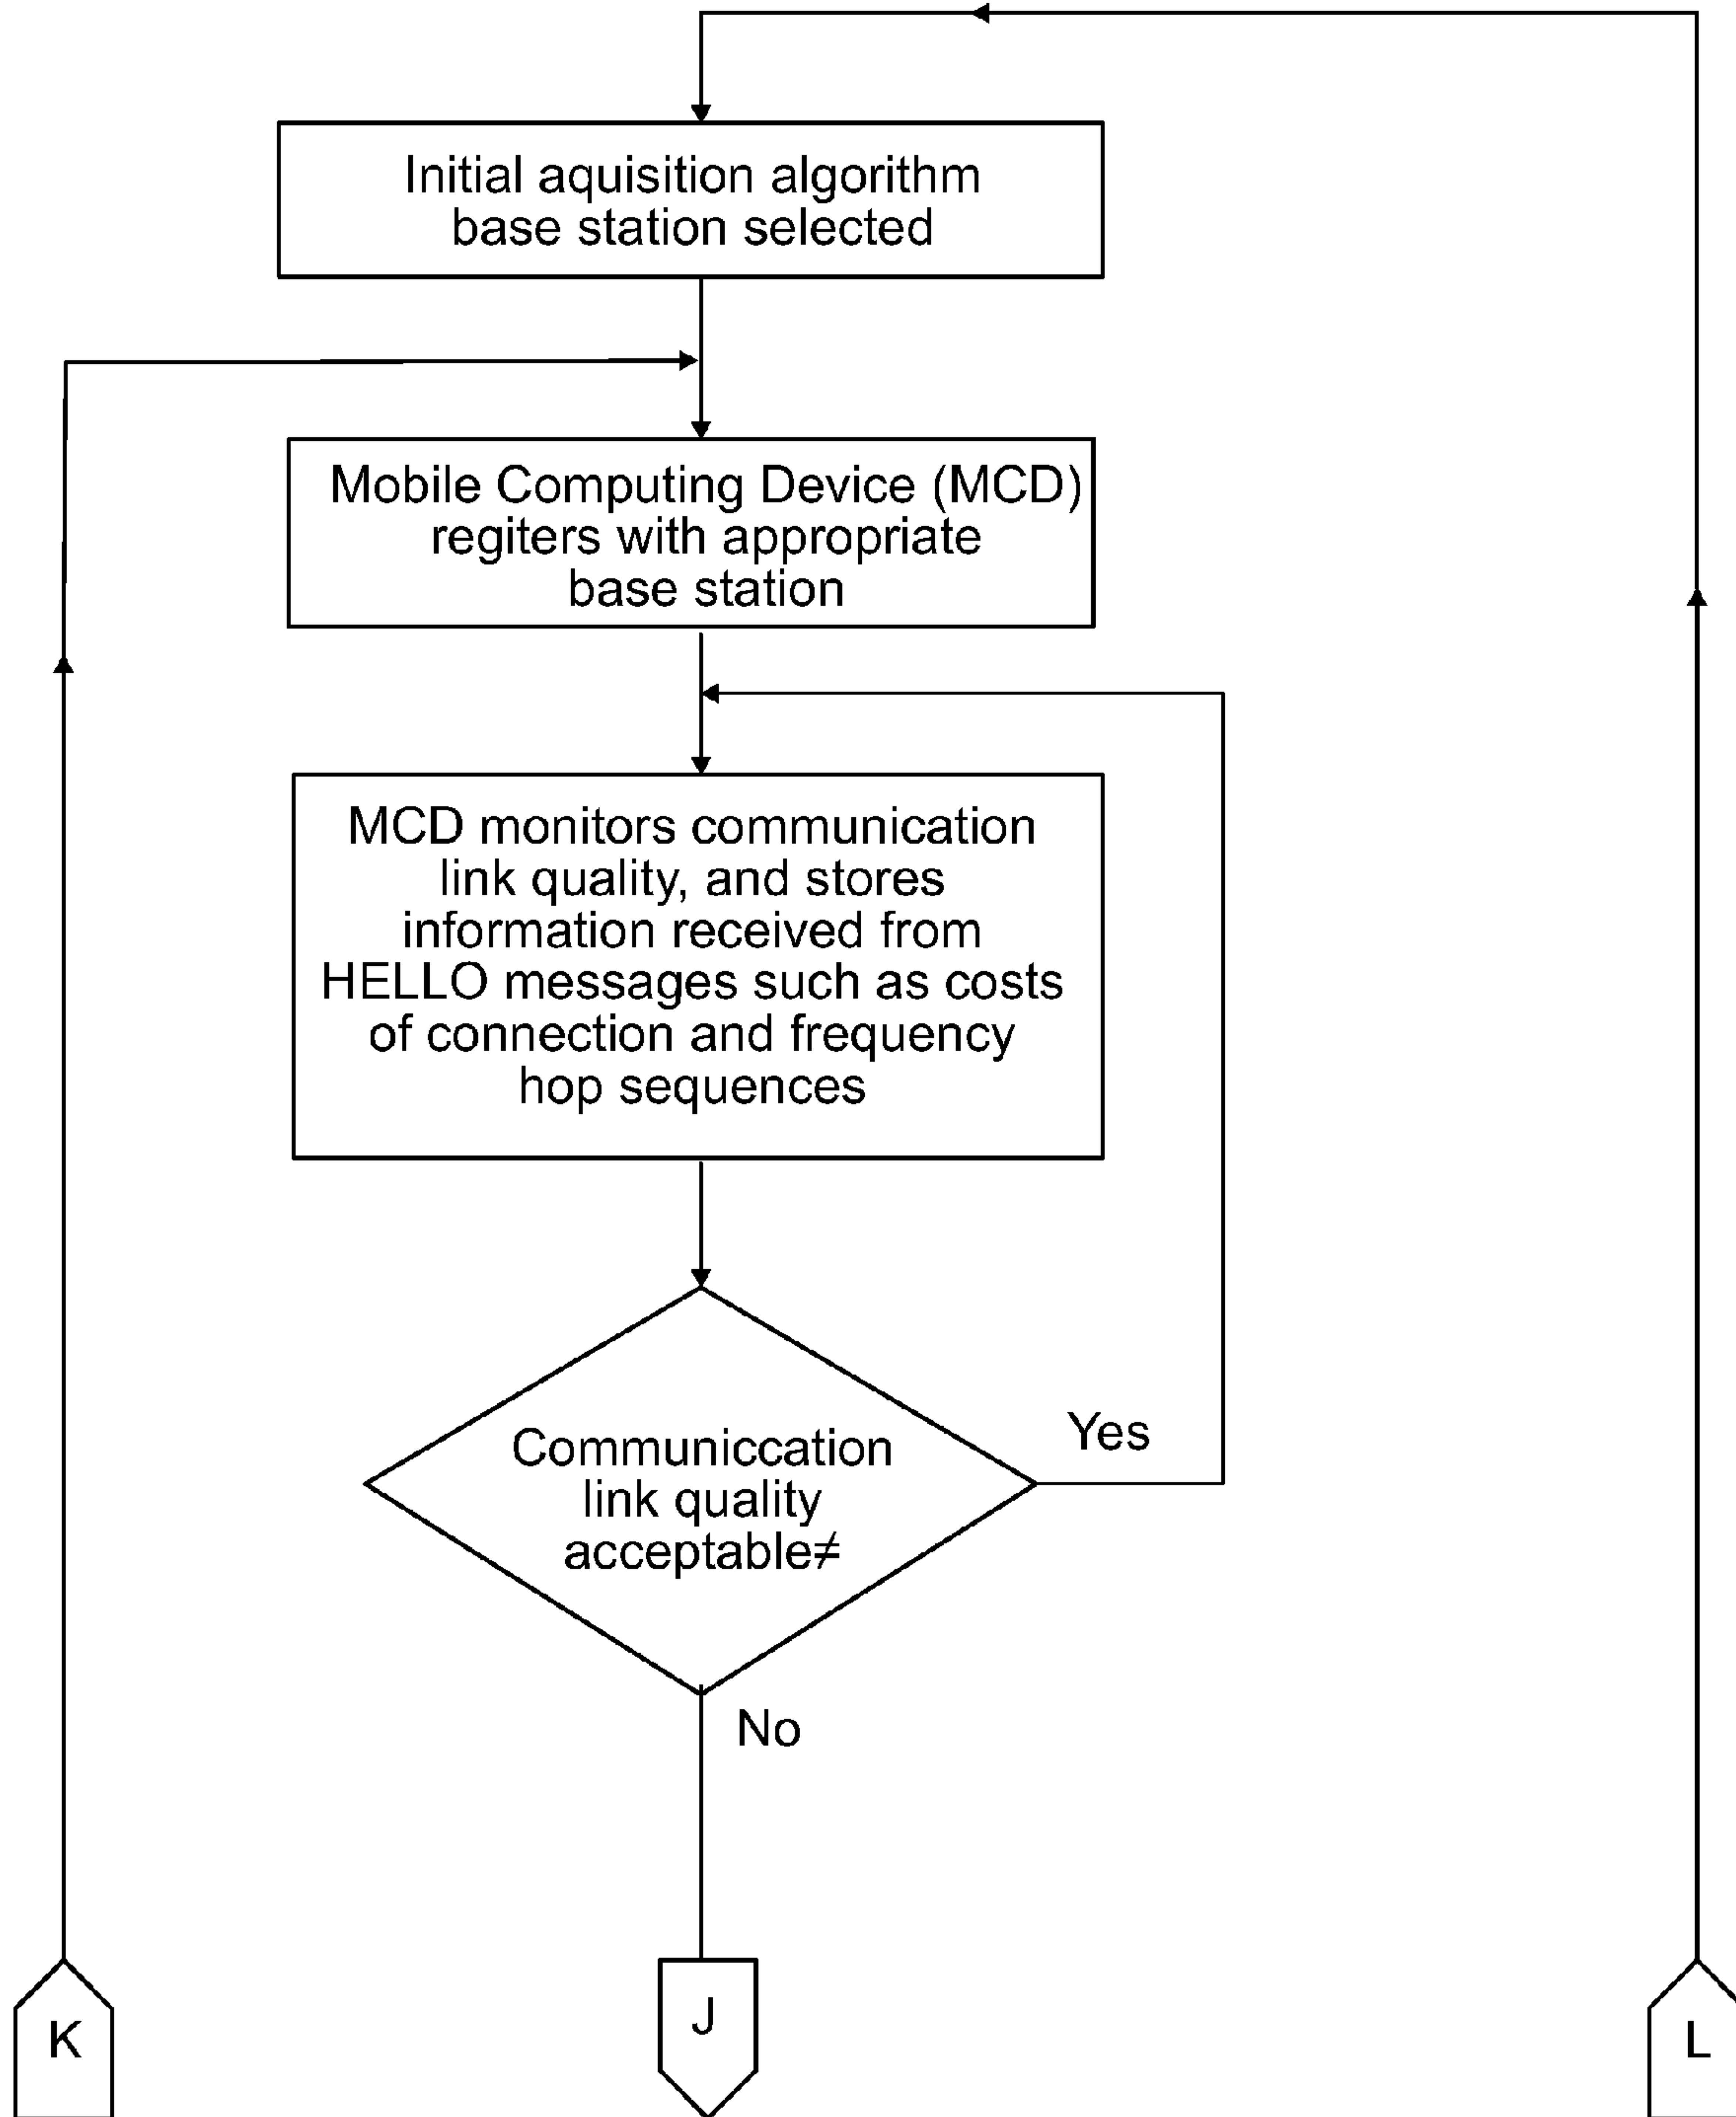 Initial aquisition algorithm
base station selected
Mobile Computing Device (MCD)
regiters with appropriate
base station
MCD monitors communication
link quality, and stores
information received from
HELLO messages such as costs
of connection and frequency
hop sequences
Communiccation
link quality
acceptable≠
Yes
No
K
J
L